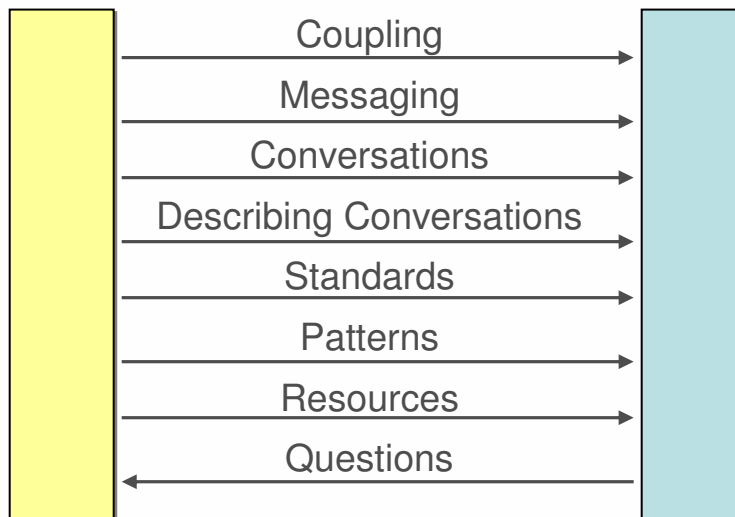 Coupling
Messaging
Conversations
Describing Conversations
Standards
Patterns
Resources
Questions